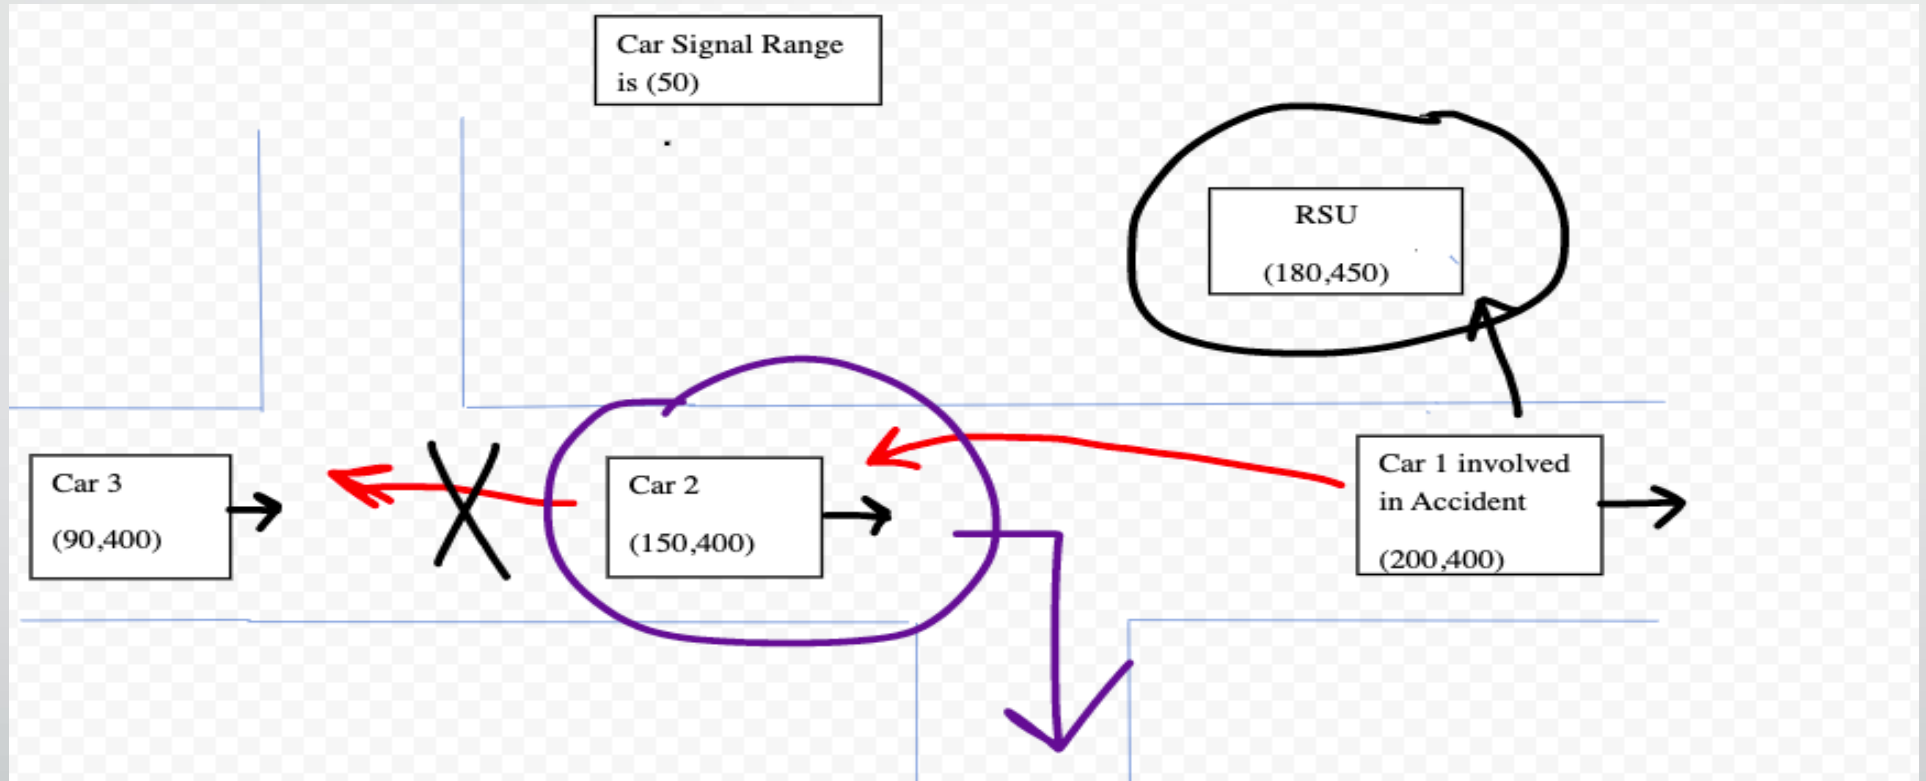 Car Signal Range
is (50)
RSU
(180,450)
Car 3
(90,400)
Car 2
(150,400)
Car 1 involved
in Accident
(200,400)